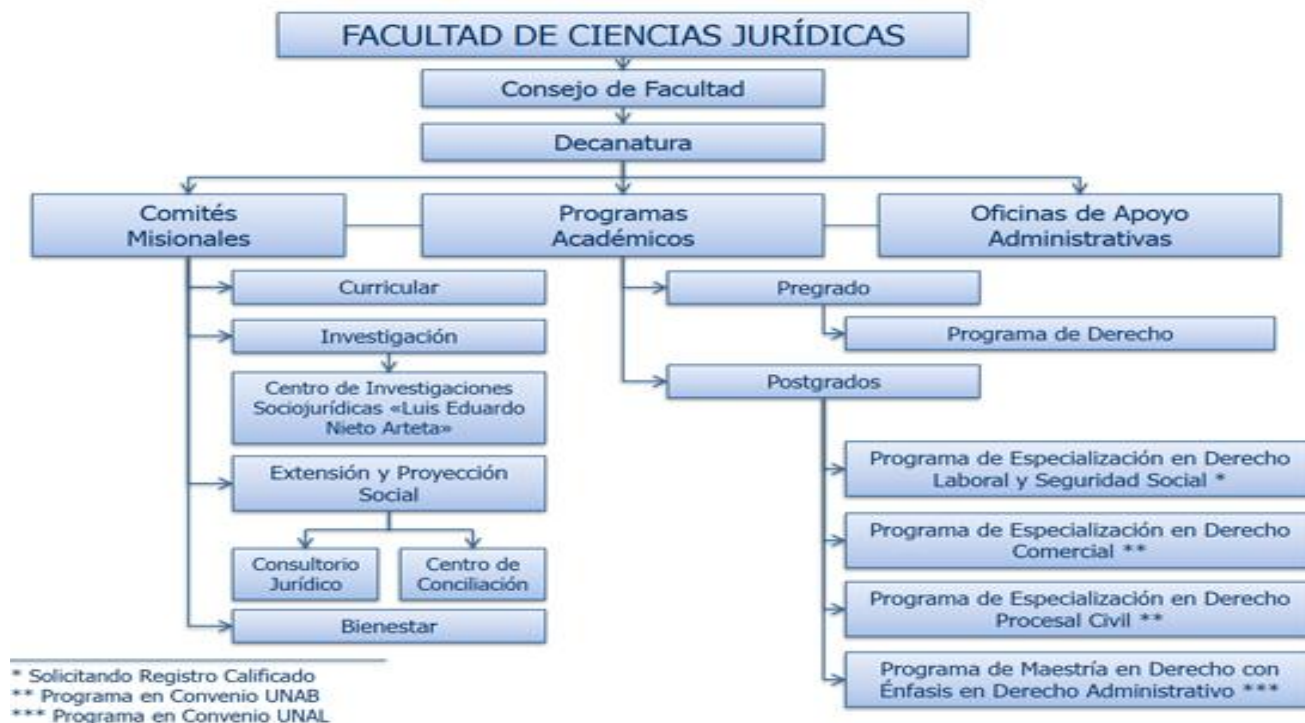 FACULTAD DE CIENCIAS JURÍDICAS
Consejo de Facultad
Decanatura
Comités
Misionales
Programas
Académicos
Oficinas de Apoyo
Administrativas
Curricular
Investigación
Centro de Investigaciones
Sociojurídicas «Luis Eduardo
Nieto Arteta»
Extensión y Proyección
Social
Consultorio
Jurídico
Centro de
Conciliación
Bienestar
Pregrado
Programa de Derecho
Postgrados
Programa de Especialización en Derecho
Laboral y Seguridad Social *
Programa de Especialización en Derecho
Comercial **
Programa de Especialización en Derecho
Procesal Civil **
Programa de Maestría en Derecho con
Énfasis en Derecho Administrativo ***
* Solicitando Registro Calificado
** Programa en Convenio UNAB
*** Programa en Convenio UNAL